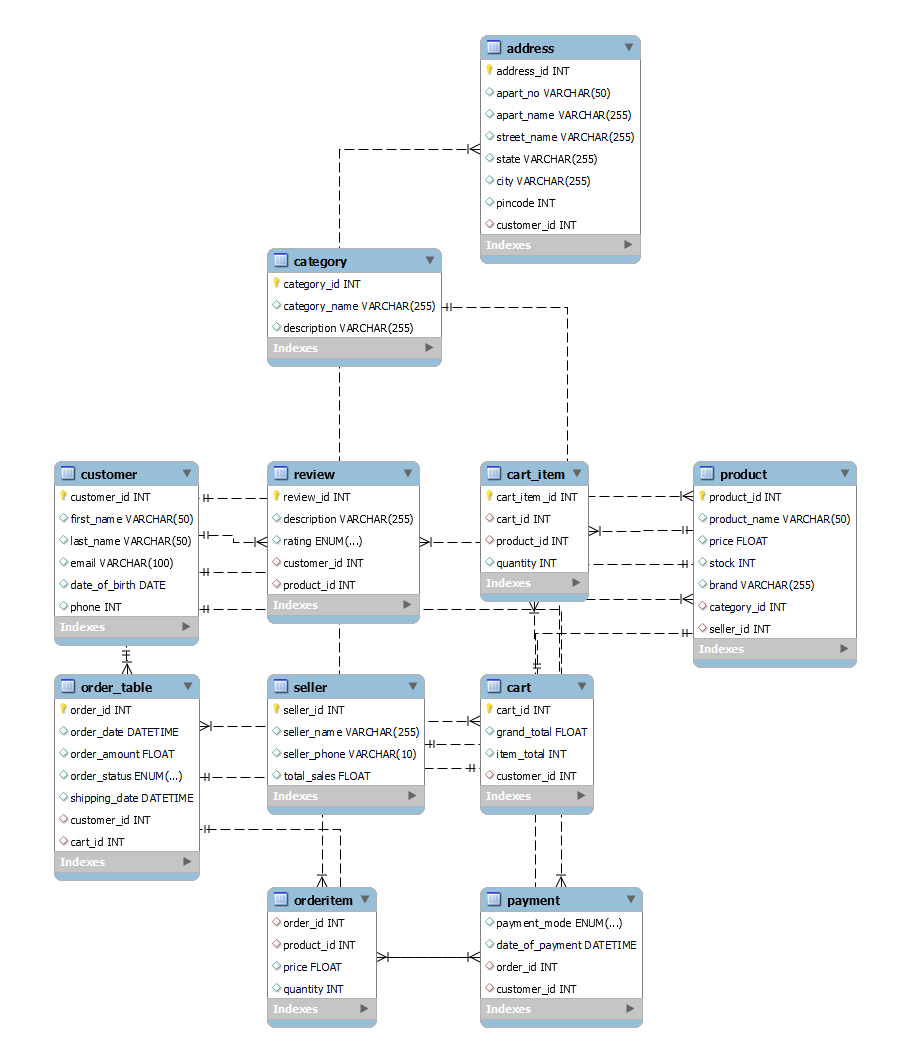 address
address_id INT
apart_no VARCHAR(50)
apart_name VARCHAR(255)
street_name VARCHAR(255)
state VARCHAR(255)
city VARCHAR(255)
pincode INT
customer_id INT
Indexes
category
category_id INT
category_name VARCHAR(255)
description VARCHAR(255)
Indexes
customer
customer_id INT
first_name VARCHAR(50)
last_name VARCHAR(50)
email VARCHAR(100)
date_of_birth DATE
phone INT
Indexes
review
review_id INT
description VARCHAR(255)
rating ENUM(...)
customer_id INT
product_id INT
Indexes
cart_item
cart_item_id INT
cart_id INT
product_id INT
quantity INT
Indexes
product
product_id INT
product_name VARCHAR(50)
price FLOAT
stock INT
brand VARCHAR(255)
category_id INT
seller_id INT
Indexes
order_table
order_id INT
order_date DATETIME
order_amount FLOAT
order_status ENUM(...)
shipping_date DATETIME
customer_id INT
cart_id INT
Indexes
seller
seller_id INT
seller_name VARCHAR(255)
seller_phone VARCHAR(10)
total_sales FLOAT
Indexes
cart
cart_id INT
grand_total FLOAT
item_total INT
customer_id INT
Indexes
orderitem
order_id INT
product_id INT
price FLOAT
quantity INT
Indexes
payment
payment_mode ENUM(...)
date_of_payment DATETIME
order_id INT
customer_id INT
Indexes